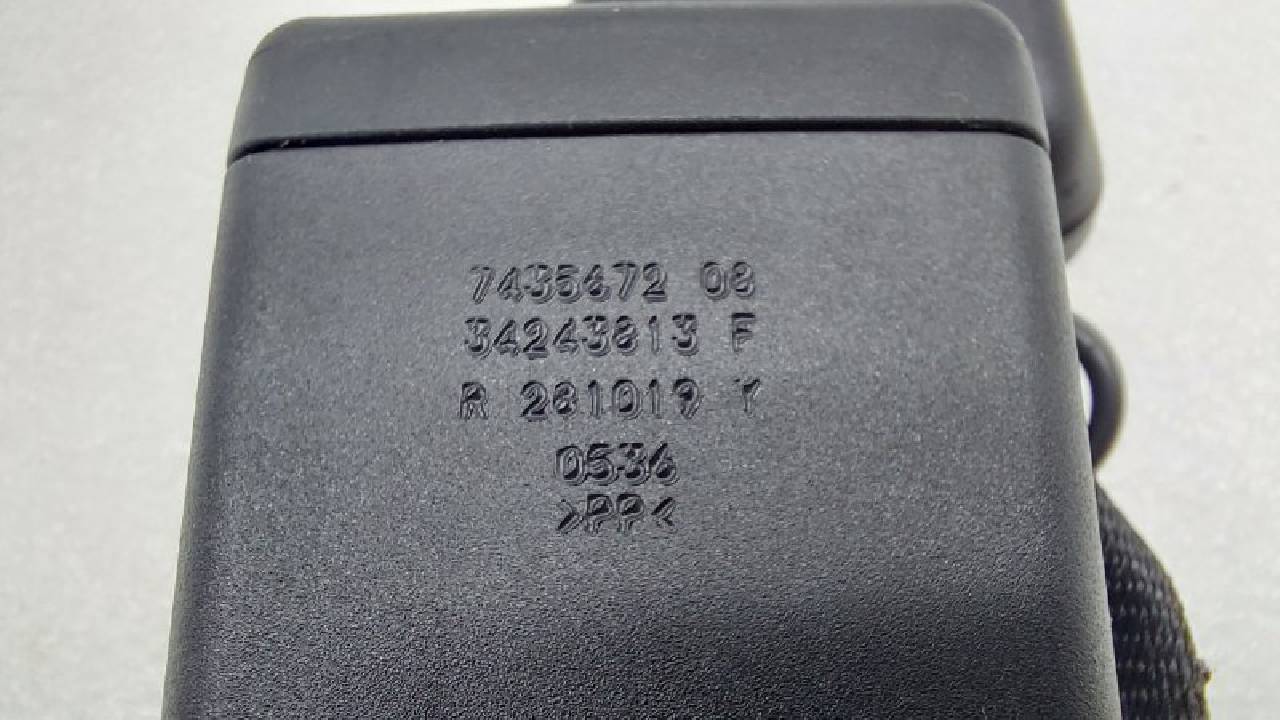 7435672 08
34243813 F
R 281019 Y
0536
>PP<